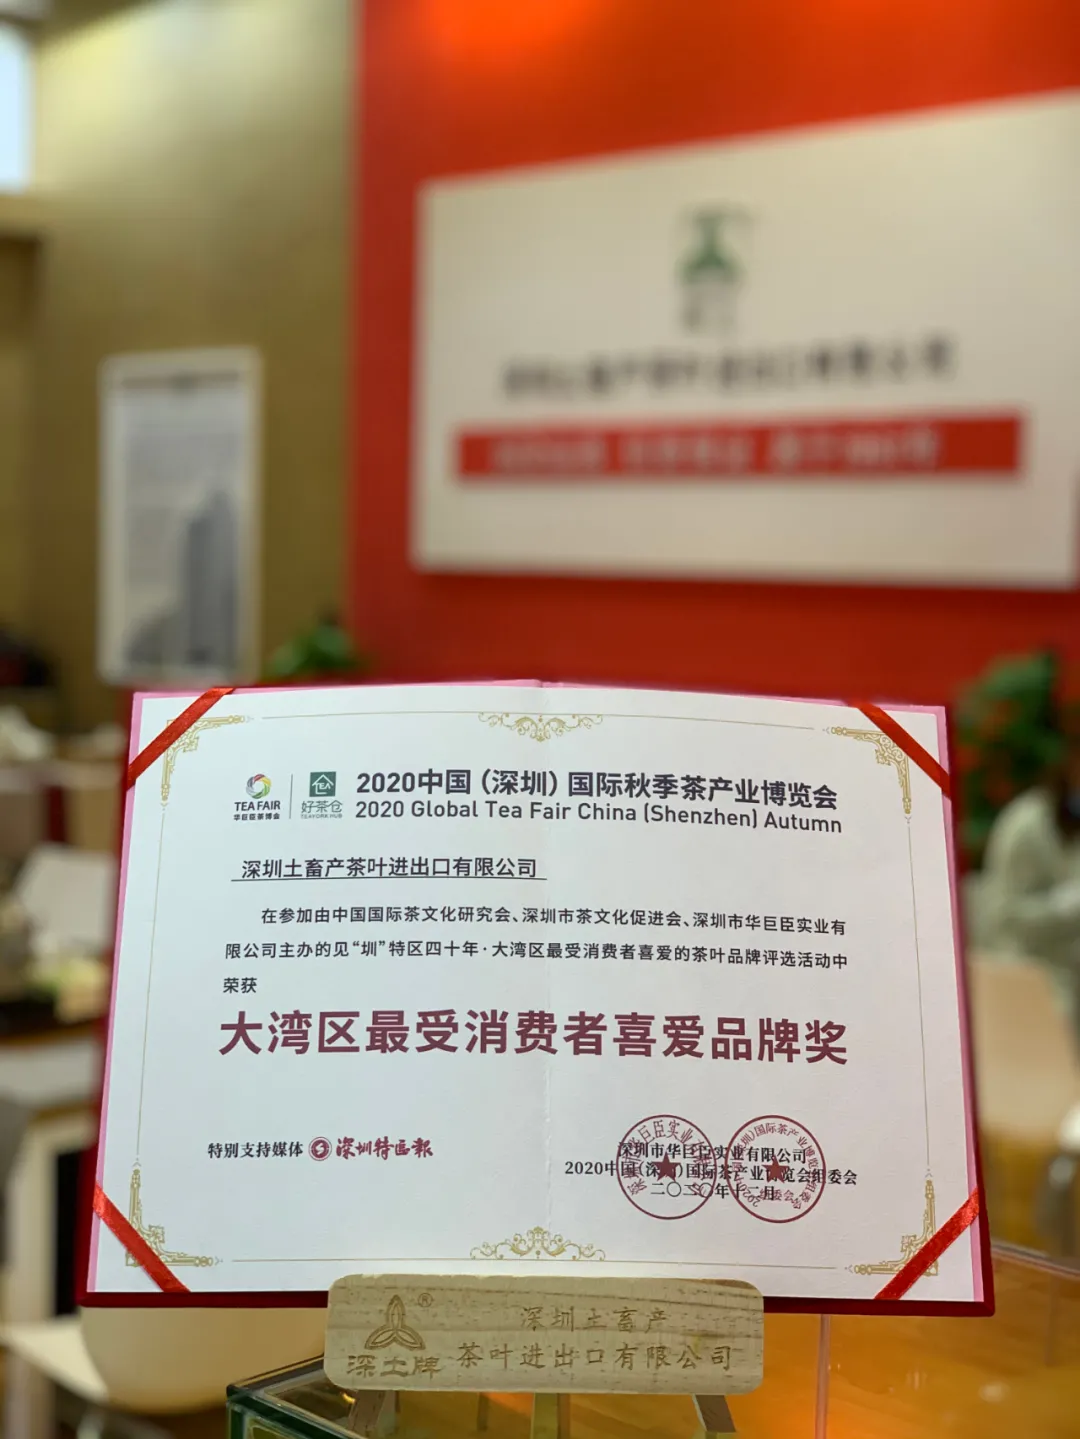 TEA FAIR
华巨臣茶博会
TEA
好茶仓
TEAYORK HUB
2020中国（深圳）国际秋季茶产业博览会
2020 Global Tea Fair China (Shenzhen) Autumn
深圳土畜产茶叶进出口有限公司
在参加由中国国际茶文化研究会、深圳市茶文化促进会、深圳市华巨臣实业有
限公司主办的见“圳”特区四十年·大湾区最受消费者喜爱的茶叶品牌评选活动中
荣获
大湾区最受消费者喜爱品牌奖
特别支持媒体 深圳特区報
深圳市华巨臣实业有限公司
2020中国（深圳）国际茶产业博览会组委会
二〇二〇年十二月
®
深土牌
深圳土畜产
茶叶进出口有限公司